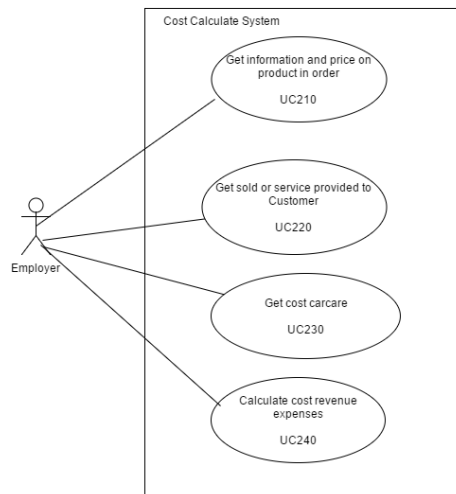 Cost Calculate System
Get information and price on
product in order
UC210
Get sold or service provided to
Customer
UC220
Employer
Get cost carcare
UC230
Calculate cost revenue
expenses
UC240